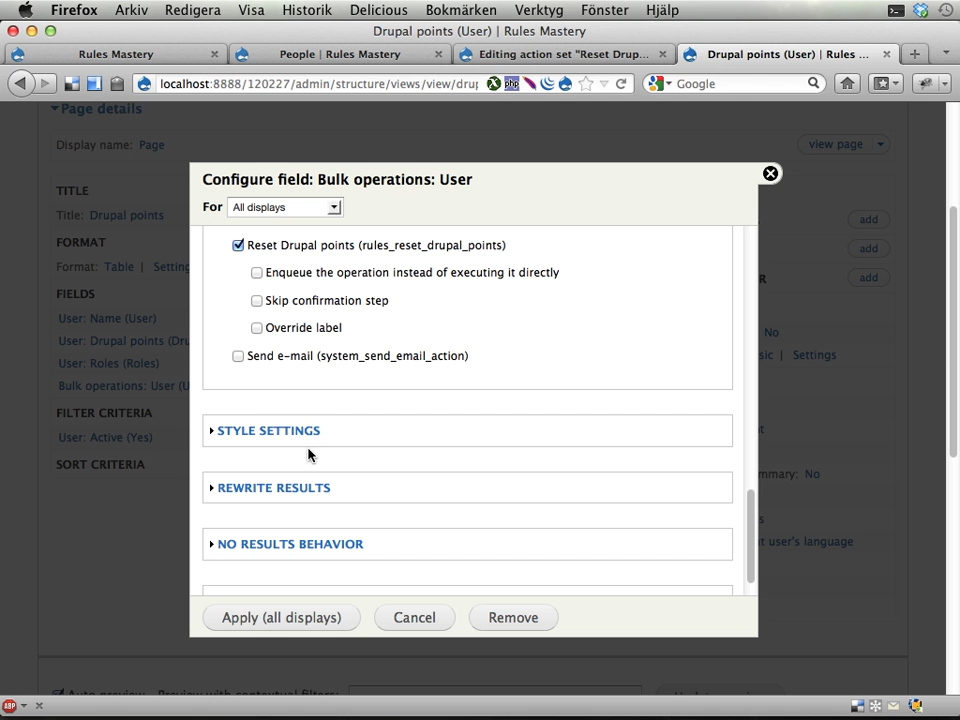 Firefox Arkiv Redigera Visa Historik Delicious Bokmärken Verktyg Fönster Hjälp
Drupal points (User) | Rules Mastery
Rules Mastery
People | Rules Mastery
Editing action set "Reset Drup...
Drupal points (User) | Rules ...
localhost:8888/120227/admin/structure/views/view/drup
php
Google
Page details
Display name: Page
view page
TITLE
Title: Drupal points
add
FORMAT
add
Format: Table | Setting
add
FIELDS
User: Name (User)
No
User: Drupal points (Dru
Settings
User: Roles (Roles)
Bulk operations: User (U
FILTER CRITERIA
User: Active (Yes)
SORT CRITERIA
mmary: No
user's language
Configure field: Bulk operations: User
For All displays
Reset Drupal points (rules_reset_drupal_points)
Enqueue the operation instead of executing it directly
Skip confirmation step
Override label
Send e-mail (system_send_email_action)
STYLE SETTINGS
REWRITE RESULTS
NO RESULTS BEHAVIOR
Apply (all displays) Cancel Remove
Auto preview Preview with contextual filters:
ABP